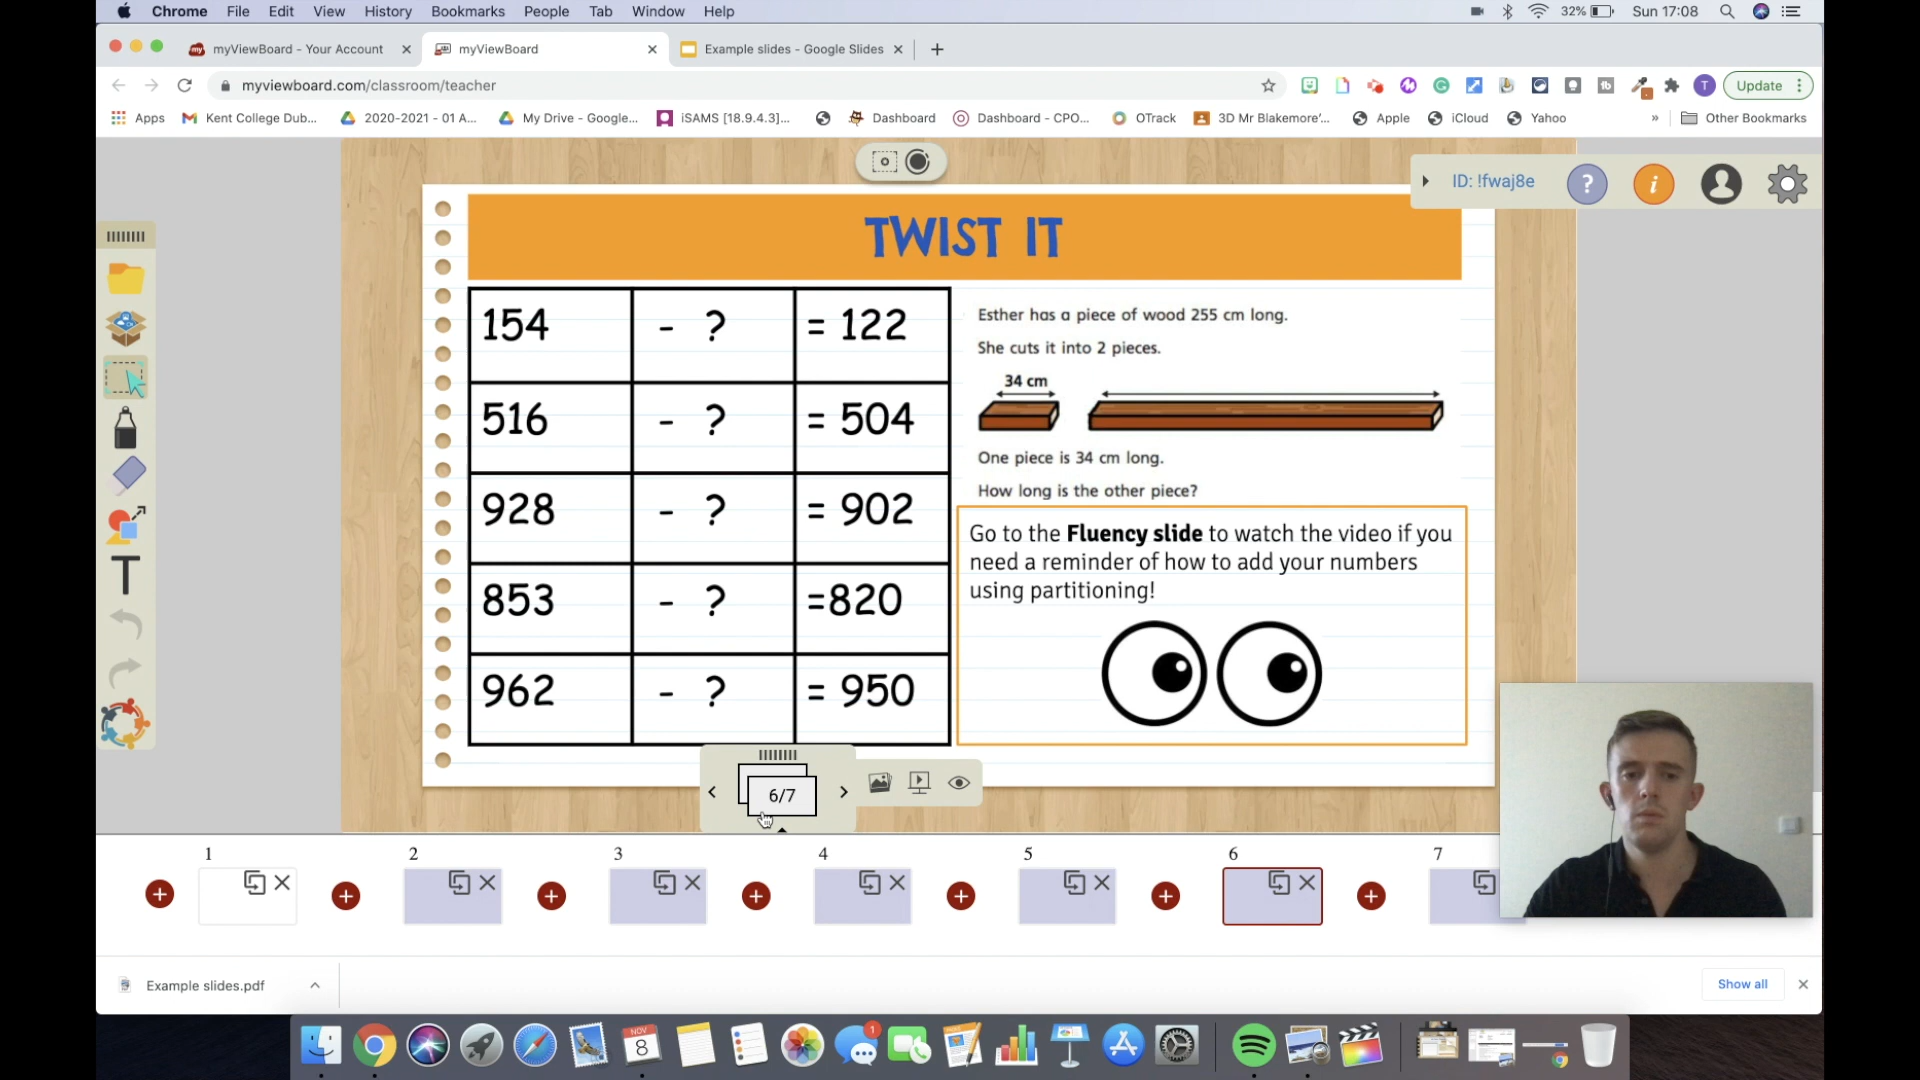 Chrome File Edit View History Bookmarks People Tab Window Help 32% Sun 17:08
my myViewBoard - Your Account myViewBoard Example slides - Google Slides
myviewboard.com/classroom/teacher T Update
Apps Kent College Dub... 2020-2021 - 01 A... My Drive - Google... iSAMS [18.9.4.3]... Dashboard Dashboard - CPO... OTrack 3D Mr Blakemore'... Apple iCloud Yahoo » Other Bookmarks
ID: !fwaj8e ? i
TWIST IT
154 - ? = 122
516 - ? = 504
928 - ? = 902
853 - ? =820
962 - ? = 950
Esther has a piece of wood 255 cm long.
She cuts it into 2 pieces.
34 cm
One piece is 34 cm long.
How long is the other piece?
Go to the Fluency slide to watch the video if you
need a reminder of how to add your numbers
using partitioning!
T
6/7
1 2 3 4 5 6 7
Example slides.pdf Show all
NOV
8
1